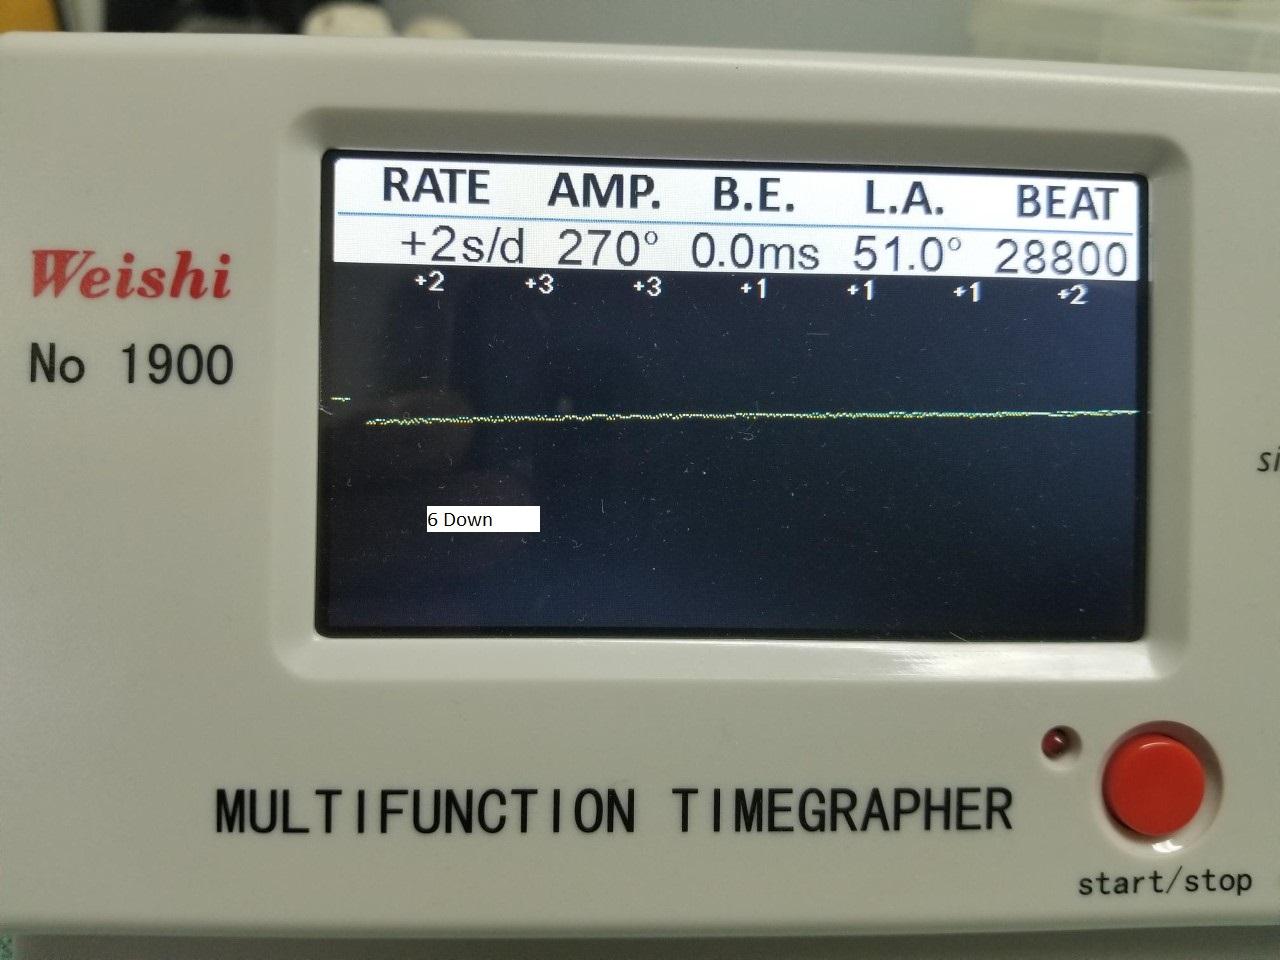 RATE AMP. B.E. L.A. BEAT
+2s/d 270° 0.0ms 51.0° 28800
+2 +3 +3 +1 +1 +1 +2
Weishi
No 1900
6 Down
MULTIFUNCTION TIMEGRAPHER
start/stop